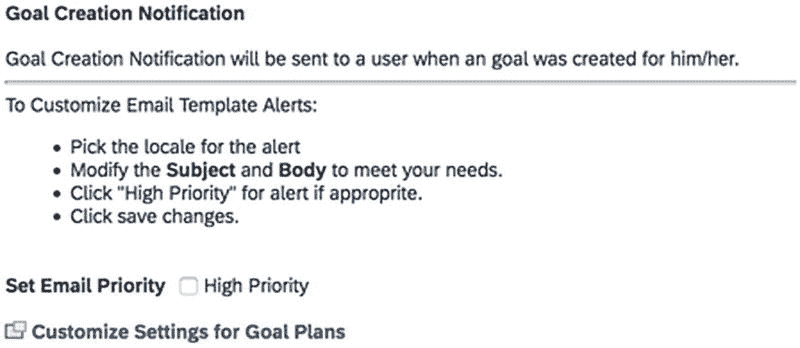 Goal Creation Notification
Goal Creation Notification will be sent to a user when an goal was created for him/her.
To Customize Email Template Alerts:
• Pick the locale for the alert
• Modify the Subject and Body to meet your needs.
• Click "High Priority" for alert if approprite.
• Click save changes.
Set Email Priority High Priority
Customize Settings for Goal Plans